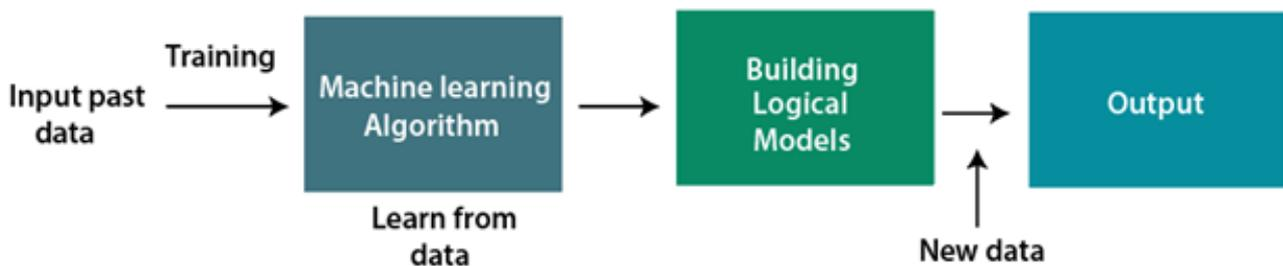 Training
Input past
data
Machine learning
Algorithm
Learn from
data
Building
Logical
Models
New data
Output